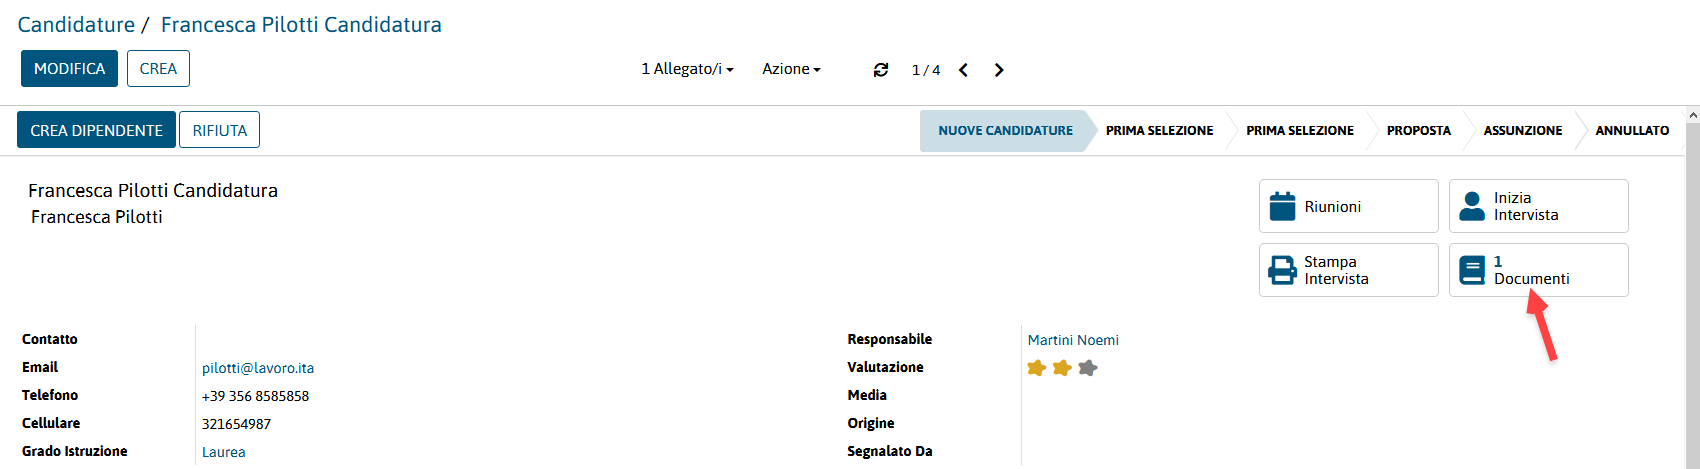 Candidature / Francesca Pilotti Candidatura
MODIFICA CREA 1 Allegato/i Azione 1 / 4
CREA DIPENDENTE RIFIUTA NUOVE CANDIDATURE PRIMA SELEZIONE PRIMA SELEZIONE PROPOSTA ASSUNZIONE ANNULLATO
Francesca Pilotti Candidatura
Francesca Pilotti
Riunioni
Inizia
Intervista
Stampa
Intervista
1
Documenti
Contatto
Email pilotti@lavoro.ita
Telefono +39 356 8585858
Cellulare 321654987
Grado Istruzione Laurea
Responsabile Martini Noemi
Valutazione
Media
Origine
Segnalato Da